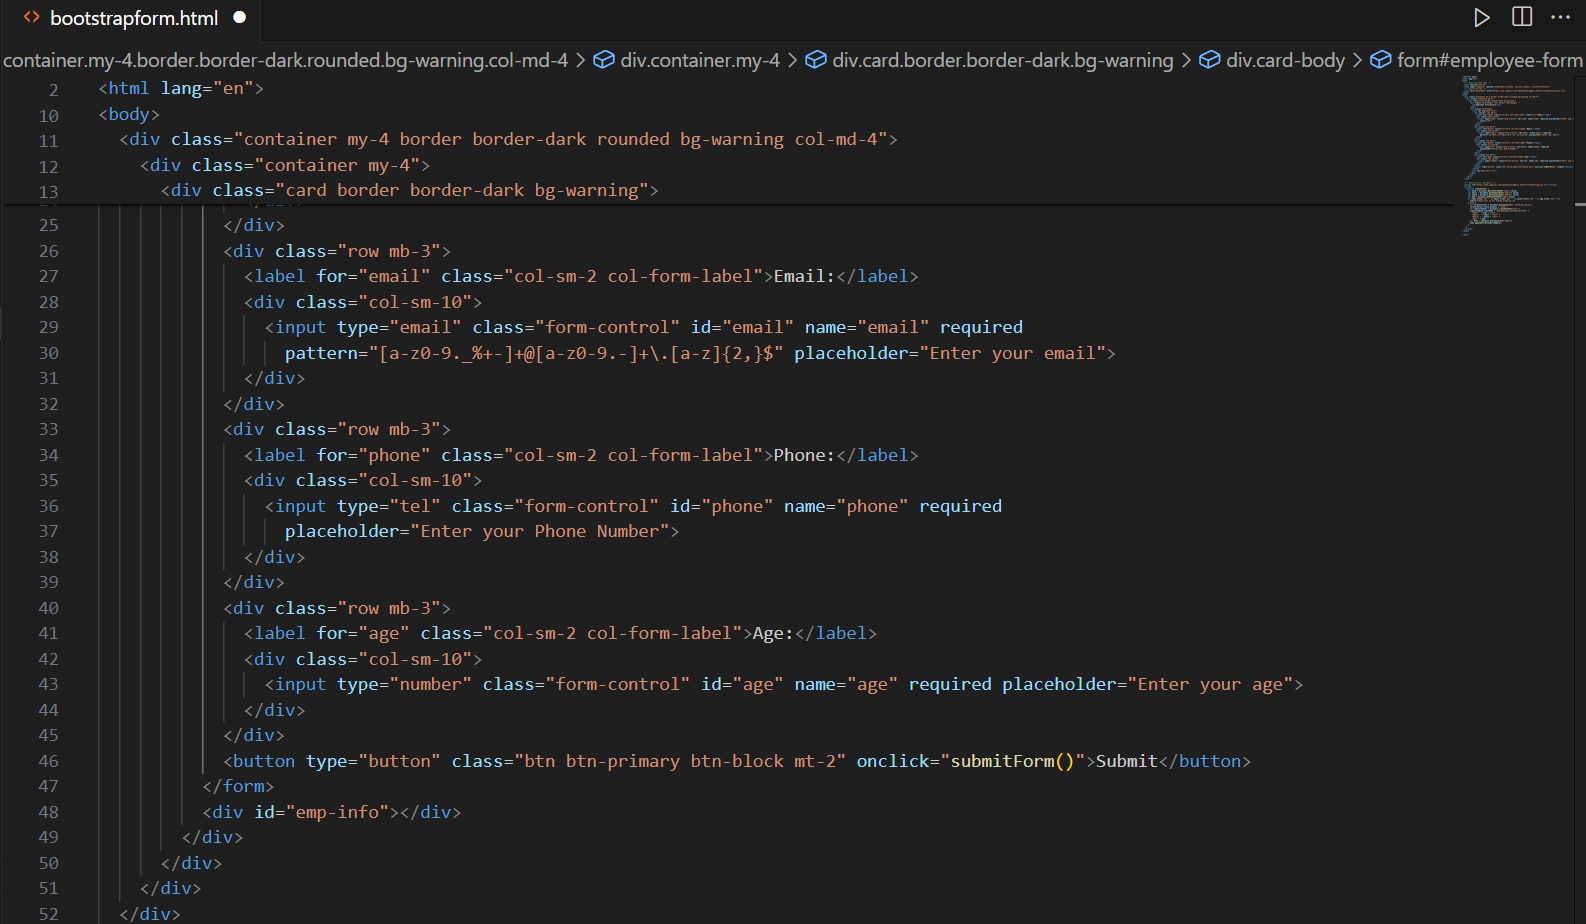 bootstrapform.html
container.my-4.border.border-dark.rounded.bg-warning.col-md-4 > div.container.my-4 > div.card.border.border-dark.bg-warning > div.card-body > form#employee-form
2 <html lang="en">
10 <body>
11 <div class="container my-4 border border-dark rounded bg-warning col-md-4">
12 <div class="container my-4">
13 <div class="card border border-dark bg-warning">
25 </div>
26 <div class="row mb-3">
27 <label for="email" class="col-sm-2 col-form-label">Email:</label>
28 <div class="col-sm-10">
29 <input type="email" class="form-control" id="email" name="email" required
30 pattern="[a-z0-9._%+-]+@[a-z0-9.-]+\.[a-z]{2,}$" placeholder="Enter your email">
31 </div>
32 </div>
33 <div class="row mb-3">
34 <label for="phone" class="col-sm-2 col-form-label">Phone:</label>
35 <div class="col-sm-10">
36 <input type="tel" class="form-control" id="phone" name="phone" required
37 placeholder="Enter your Phone Number">
38 </div>
39 </div>
40 <div class="row mb-3">
41 <label for="age" class="col-sm-2 col-form-label">Age:</label>
42 <div class="col-sm-10">
43 <input type="number" class="form-control" id="age" name="age" required placeholder="Enter your age">
44 </div>
45 </div>
46 <button type="button" class="btn btn-primary btn-block mt-2" onclick="submitForm()">Submit</button>
47 </form>
48 <div id="emp-info"></div>
49 </div>
50 </div>
51 </div>
52 </div>